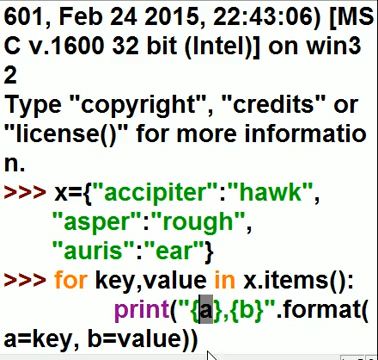 601, Feb 24 2015, 22:43:06) [MS
C v.1600 32 bit (Intel)] on win3
2
Type "copyright", "credits" or
"license()" for more informatio
n.
>>> x={"accipiter":"hawk",
"asper":"rough",
"auris":"ear"}
>>> for key,value in x.items():
print("{a},{b}".format(
a=key, b=value))